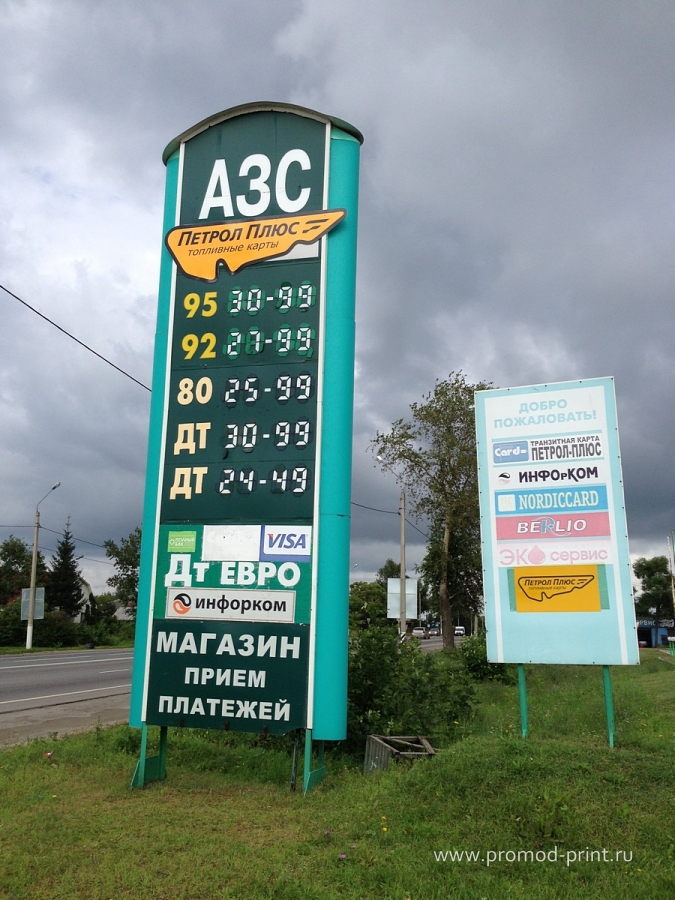 АЗС
ПЕТРОЛ ПЛЮС
ТОПЛИВНЫЕ КАРТЫ
95 30-99
92 27-99
80 25-99
ДТ 30-99
ДТ 24-49
VISA
ДТ ЕВРО
ИНФОРКОМ
МАГАЗИН
ПРИЕМ
ПЛАТЕЖЕЙ
ДОБРО
ПОЖАЛОВАТЬ!
Card
ТРАНЗИТНАЯ КАРТА
ПЕТРОЛ-ПЛЮС
ИНФОРКОМ
NORDICCARD
BERLIO
ЭКО сервис
ПЕТРОЛ ПЛЮС
ТОПЛИВНЫЕ КАРТЫ
www.promod-print.ru